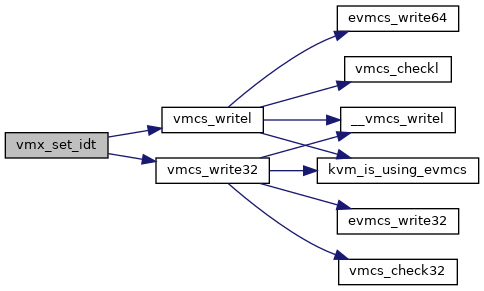 evmcs_write64
vmcs_checkl
vmcs_writel
__vmcs_writel
vmx_set_idt
vmcs_write32
kvm_is_using_evmcs
evmcs_write32
vmcs_check32